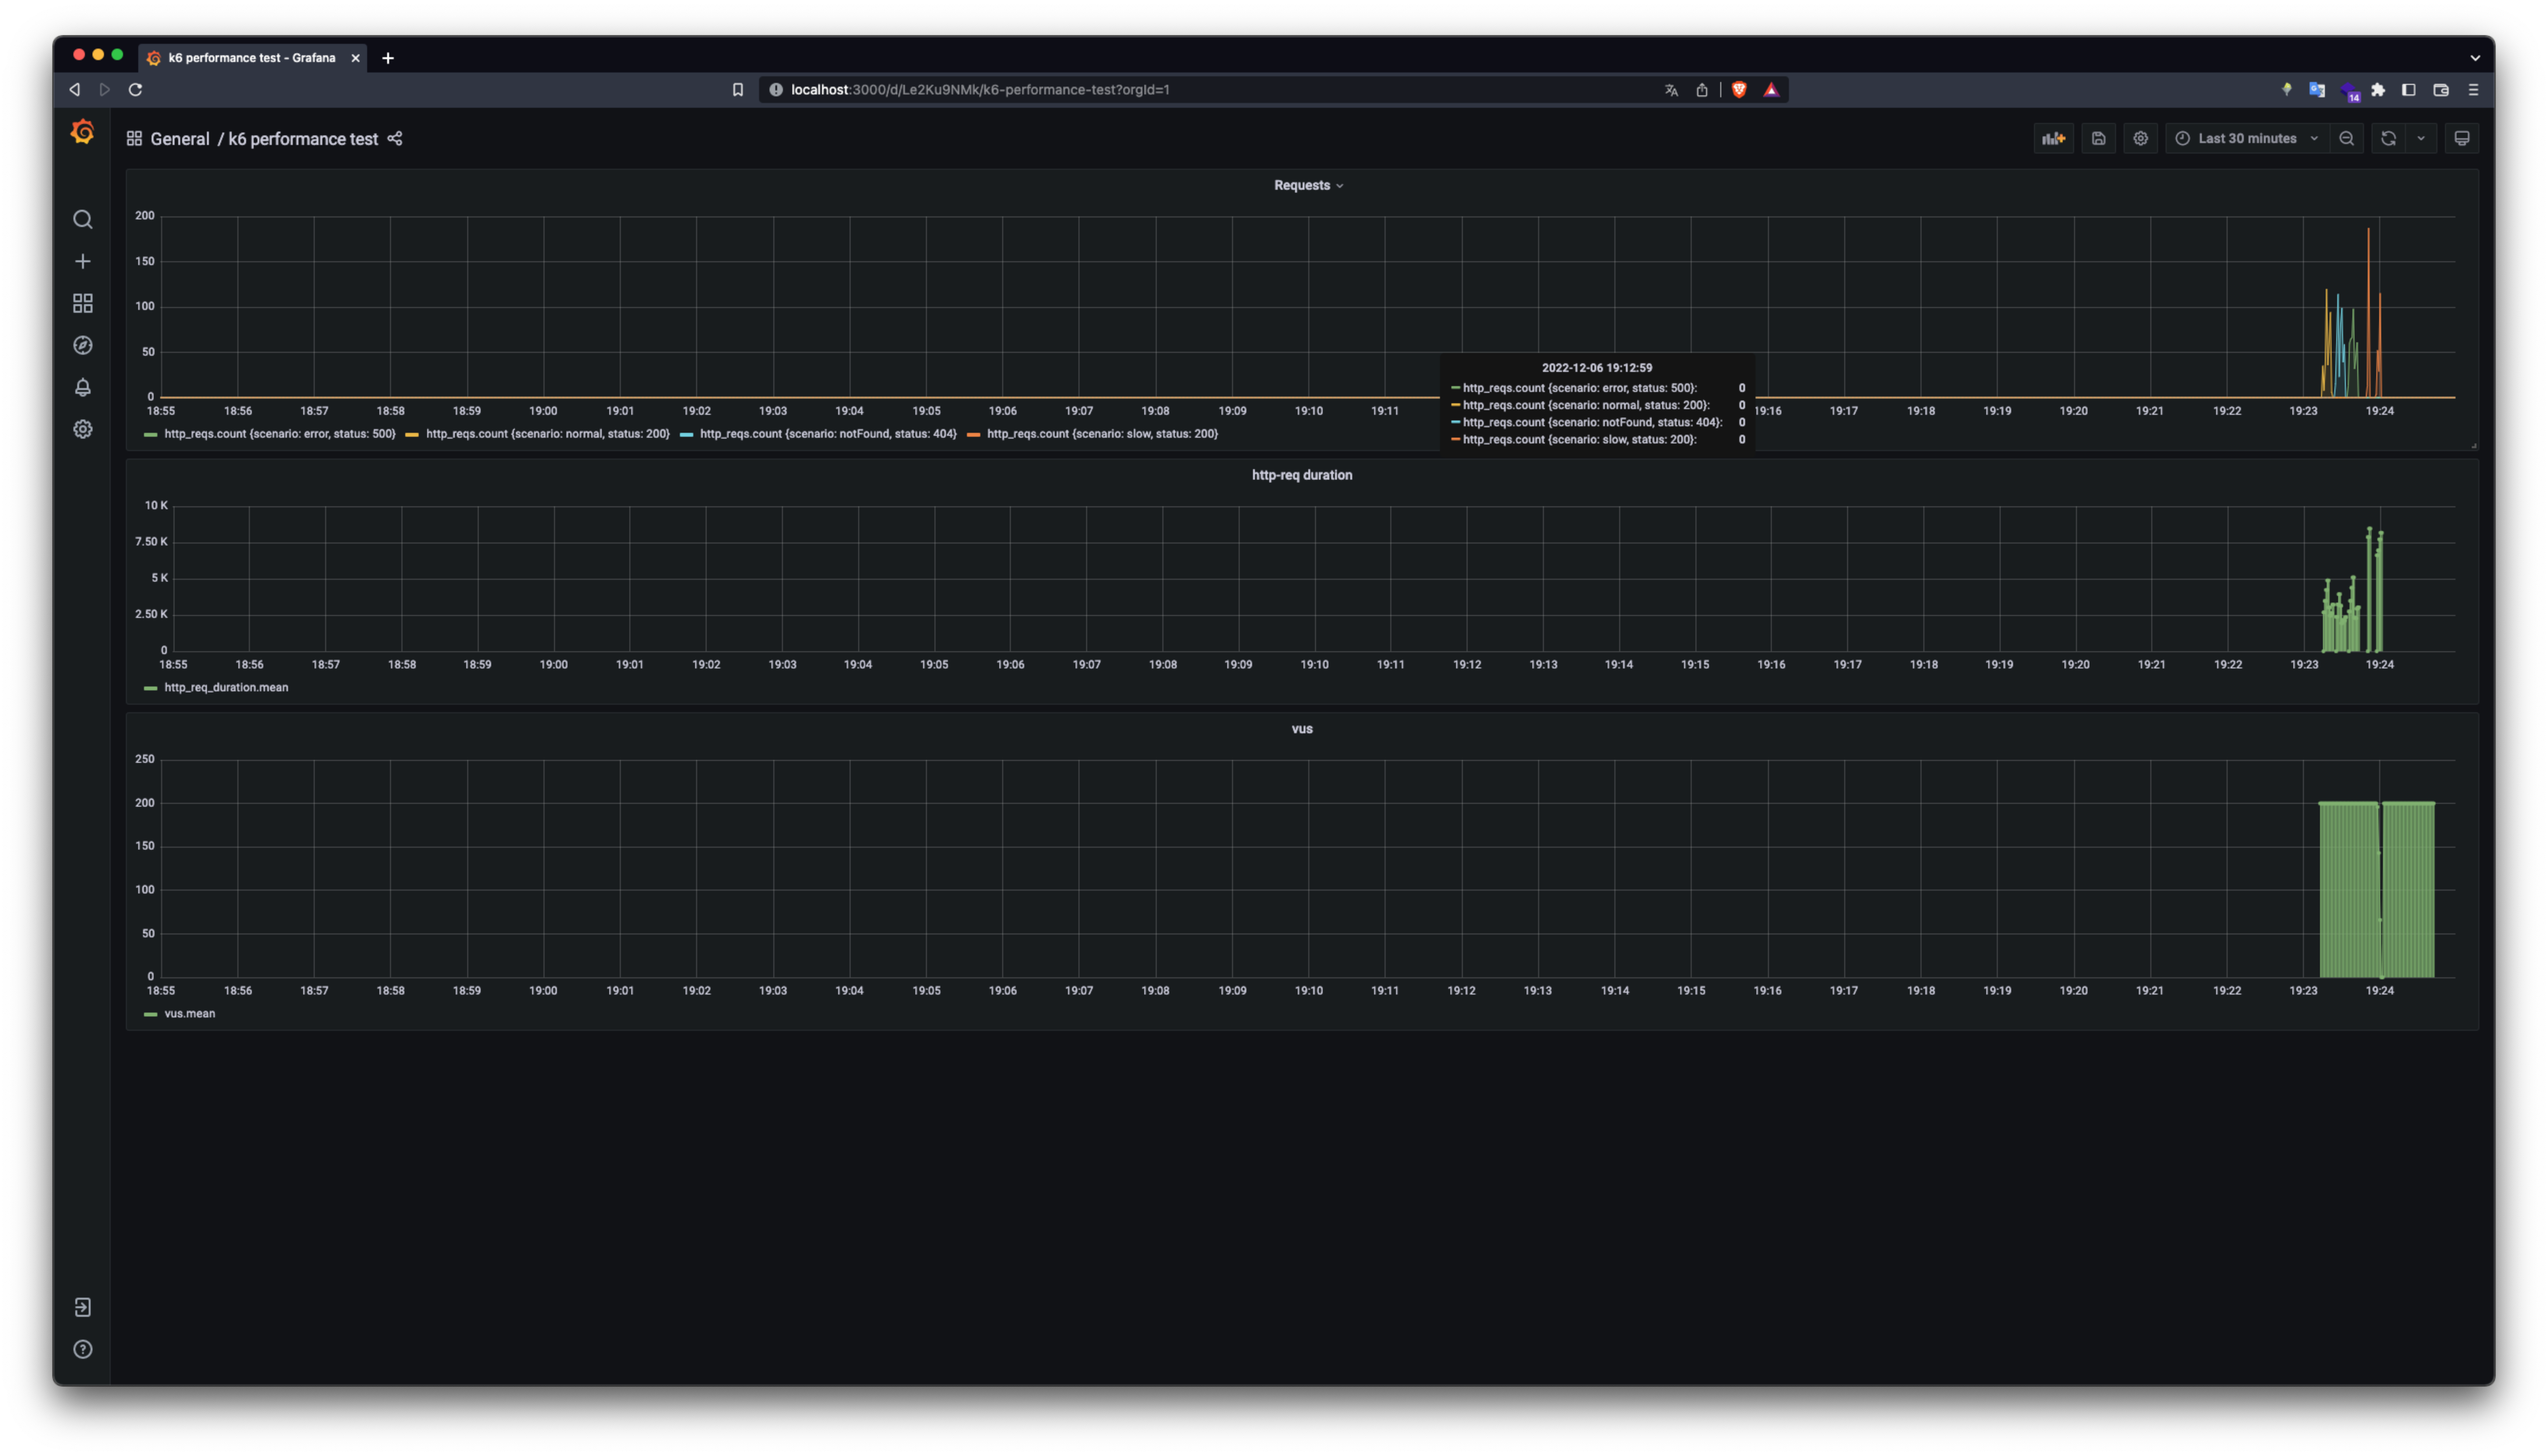 k6 performance test - Grafana
localhost:3000/d/Le2Ku9NMk/k6-performance-test?orgId=1
14
General / k6 performance test
Last 30 minutes
Requests
200
150
100
50
0
18:55 18:56 18:57 18:58 18:59 19:00 19:01 19:02 19:03 19:04 19:05 19:06 19:07 19:08 19:09 19:10 19:11 19:16 19:17 19:18 19:19 19:20 19:21 19:22 19:23 19:24
http_reqs.count {scenario: error, status: 500} http_reqs.count {scenario: normal, status: 200} http_reqs.count {scenario: notFound, status: 404} http_reqs.count {scenario: slow, status: 200}
2022-12-06 19:12:59
http_reqs.count {scenario: error, status: 500}: 0
http_reqs.count {scenario: normal, status: 200}: 0
http_reqs.count {scenario: notFound, status: 404}: 0
http_reqs.count {scenario: slow, status: 200}: 0
http-req duration
10 K
7.50 K
5 K
2.50 K
0
18:55 18:56 18:57 18:58 18:59 19:00 19:01 19:02 19:03 19:04 19:05 19:06 19:07 19:08 19:09 19:10 19:11 19:12 19:13 19:14 19:15 19:16 19:17 19:18 19:19 19:20 19:21 19:22 19:23 19:24
http_req_duration.mean
vus
250
200
150
100
50
0
18:55 18:56 18:57 18:58 18:59 19:00 19:01 19:02 19:03 19:04 19:05 19:06 19:07 19:08 19:09 19:10 19:11 19:12 19:13 19:14 19:15 19:16 19:17 19:18 19:19 19:20 19:21 19:22 19:23 19:24
vus.mean